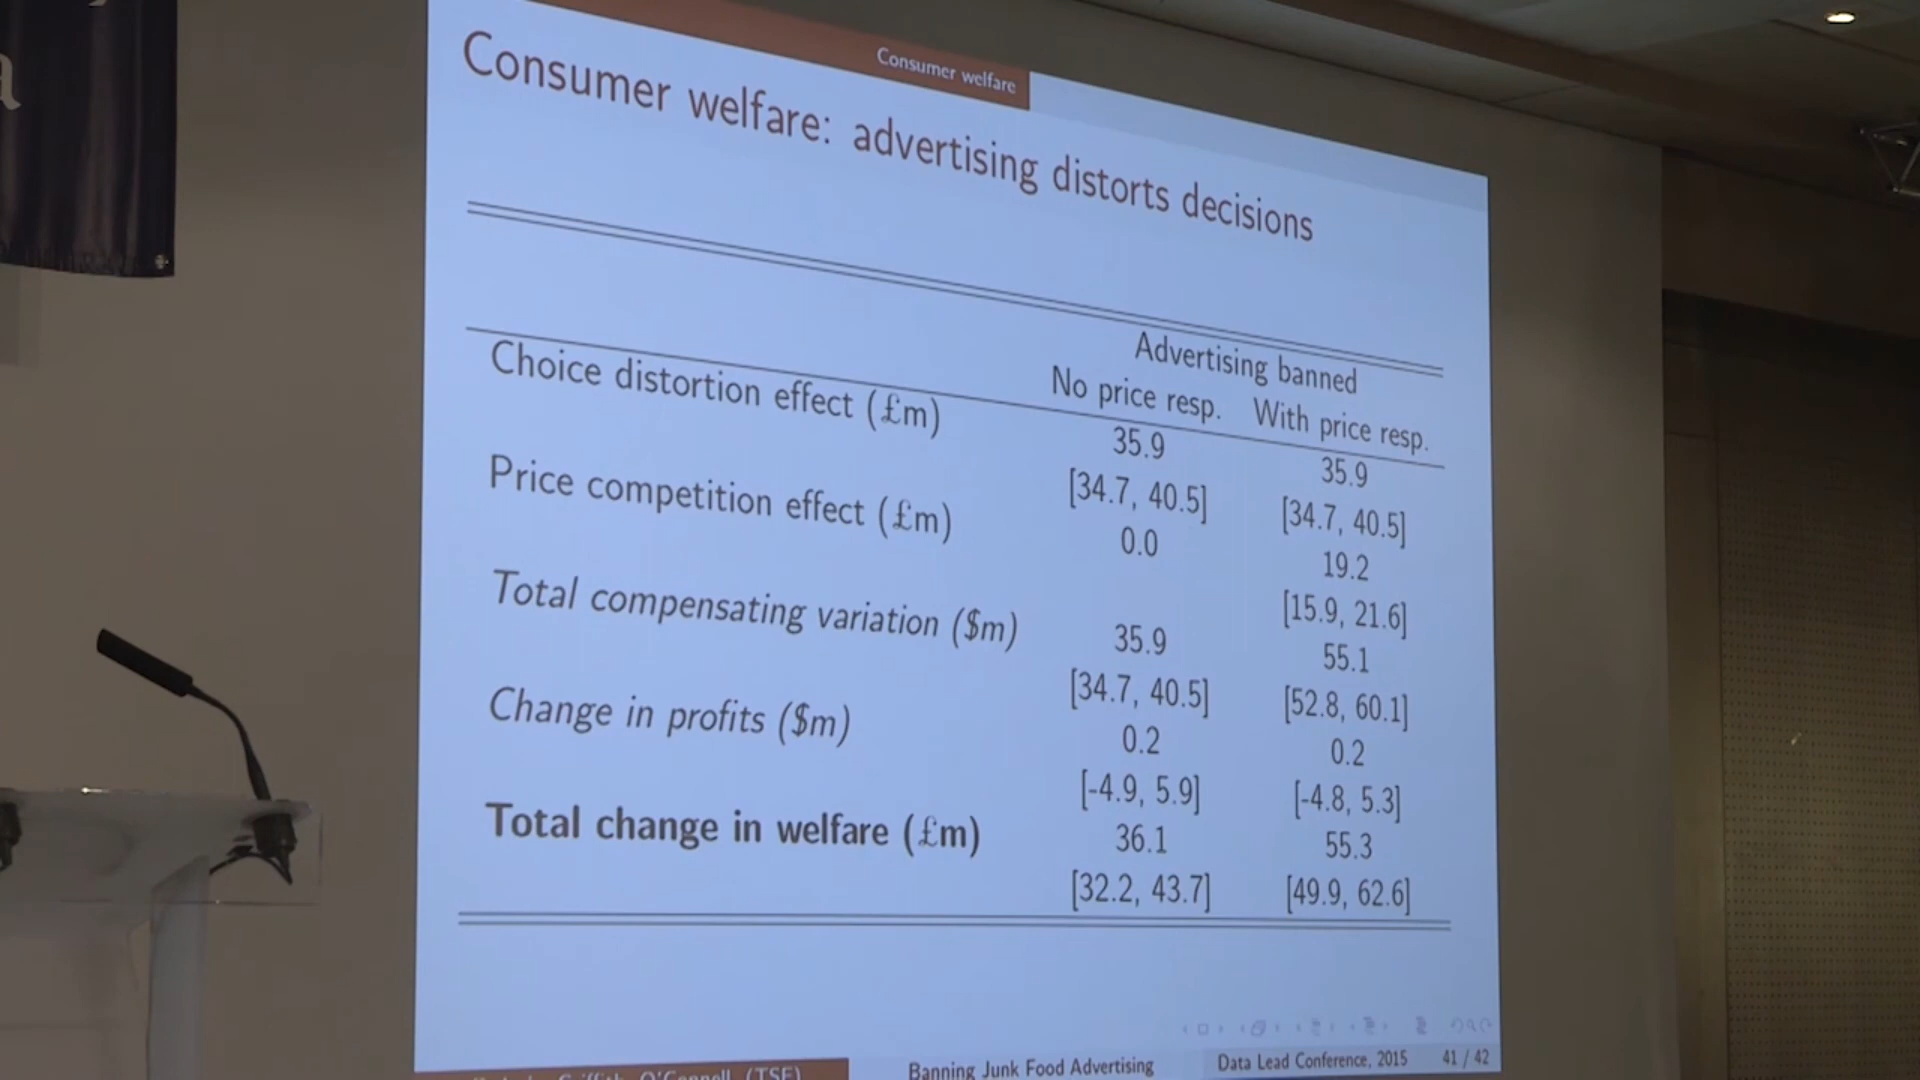 Consumer welfare
Consumer welfare: advertising distorts decisions
Advertising banned
No price resp. With price resp.
Choice distortion effect (£m) 35.9 35.9
[34.7, 40.5] [34.7, 40.5]
Price competition effect (£m) 0.0 19.2
[15.9, 21.6]
Total compensating variation ($m) 35.9 55.1
[34.7, 40.5] [52.8, 60.1]
Change in profits ($m) 0.2 0.2
[-4.9, 5.9] [-4.8, 5.3]
Total change in welfare (£m) 36.1 55.3
[32.2, 43.7] [49.9, 62.6]
Griffith, O'Connell (TSE) Banning Junk Food Advertising Data Lead Conference, 2015 41 / 42